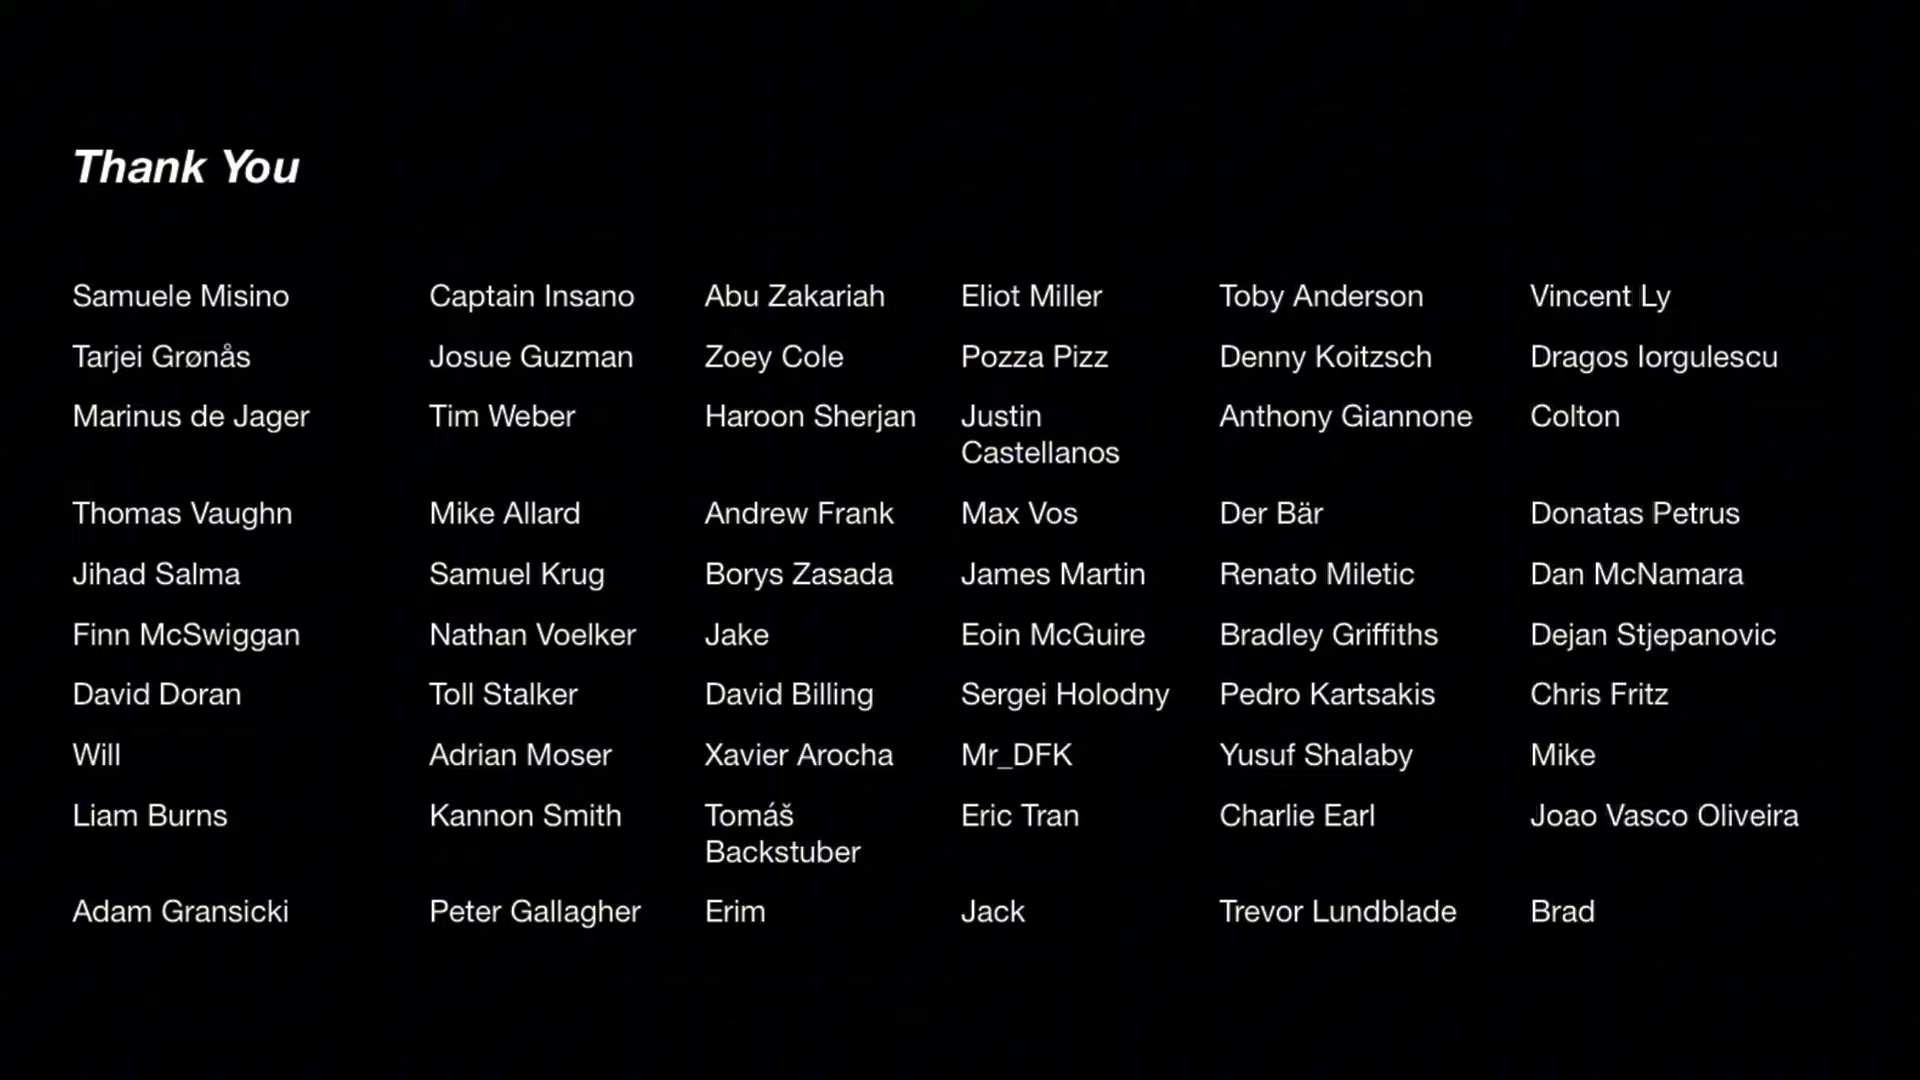 Thank You
Samuele Misino Captain Insano Abu Zakariah Eliot Miller Toby Anderson Vincent Ly
Tarjei Grønås Josue Guzman Zoey Cole Pozza Pizz Denny Koitzsch Dragos Iorgulescu
Marinus de Jager Tim Weber Haroon Sherjan Justin Anthony Giannone Colton
Castellanos
Thomas Vaughn Mike Allard Andrew Frank Max Vos Der Bär Donatas Petrus
Jihad Salma Samuel Krug Borys Zasada James Martin Renato Miletic Dan McNamara
Finn McSwiggan Nathan Voelker Jake Eoin McGuire Bradley Griffiths Dejan Stjepanovic
David Doran Toll Stalker David Billing Sergei Holodny Pedro Kartsakis Chris Fritz
Will Adrian Moser Xavier Arocha Mr_DFK Yusuf Shalaby Mike
Liam Burns Kannon Smith Tomáš Eric Tran Charlie Earl Joao Vasco Oliveira
Backstuber
Adam Gransicki Peter Gallagher Erim Jack Trevor Lundblade Brad